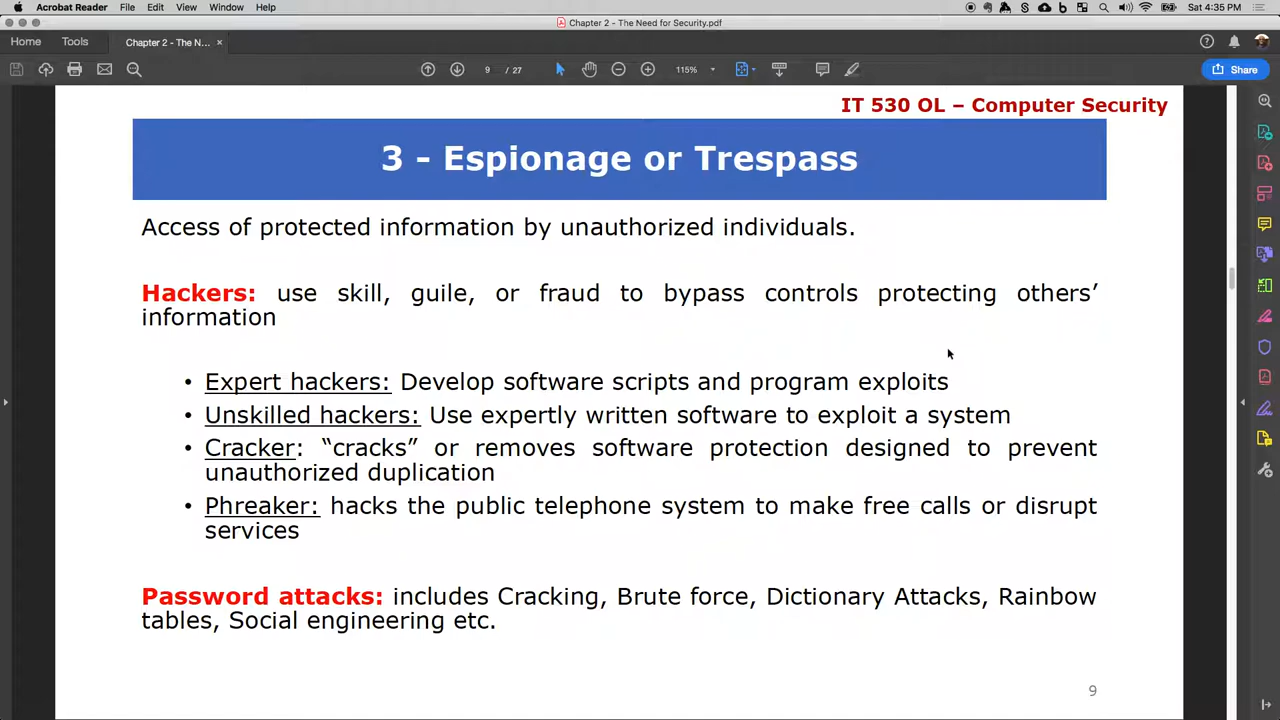 Acrobat Reader File Edit View Window Help Sat 4:35 PM
Chapter 2 - The Need for Security.pdf
Home Tools Chapter 2 - The N... ×
9 / 27 115% Share
IT 530 OL – Computer Security
3 - Espionage or Trespass
Access of protected information by unauthorized individuals.
Hackers: use skill, guile, or fraud to bypass controls protecting others’
information
• Expert hackers: Develop software scripts and program exploits
• Unskilled hackers: Use expertly written software to exploit a system
• Cracker: “cracks” or removes software protection designed to prevent
unauthorized duplication
• Phreaker: hacks the public telephone system to make free calls or disrupt
services
Password attacks: includes Cracking, Brute force, Dictionary Attacks, Rainbow
tables, Social engineering etc.
9